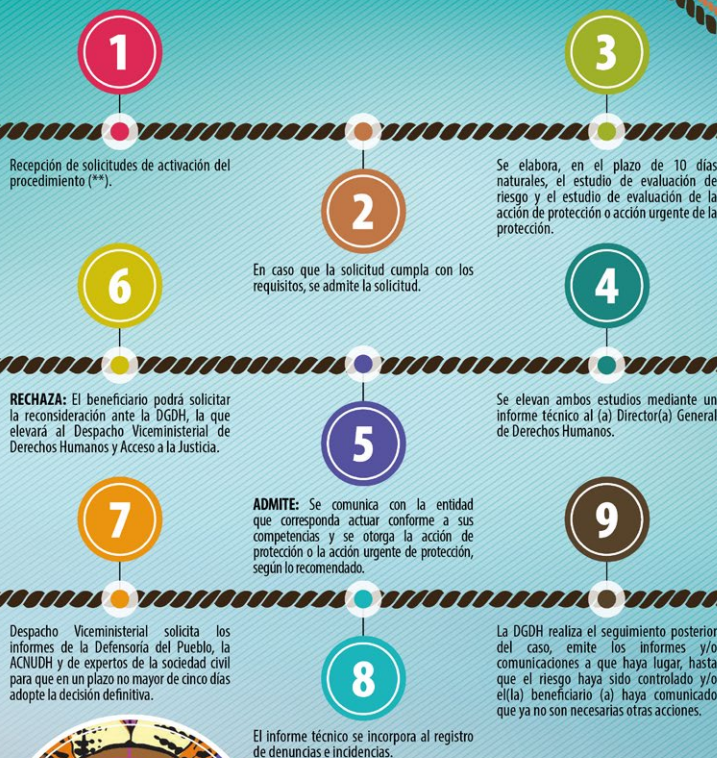 1
Recepción de solicitudes de activación del
procedimiento (**).
2
En caso que la solicitud cumpla con los
requisitos, se admite la solicitud.
3
Se elabora, en el plazo de 10 días
naturales, el estudio de evaluación de
riesgo y el estudio de evaluación de la
acción de protección o acción urgente de la
protección.
4
Se elevan ambos estudios mediante un
informe técnico al (a) Director(a) General
de Derechos Humanos.
5
ADMITE: Se comunica con la entidad
que corresponda actuar conforme a sus
competencias y se otorga la acción de
protección o la acción urgente de protección,
según lo recomendado.
6
RECHAZA: El beneficiario podrá solicitar
la reconsideración ante la DGDH, la que
elevará al Despacho Viceministerial de
Derechos Humanos y Acceso a la Justicia.
7
Despacho Viceministerial solicita los
informes de la Defensoría del Pueblo, la
ACNUDH y de expertos de la sociedad civil
para que en un plazo no mayor de cinco días
adopte la decisión definitiva.
8
El informe técnico se incorpora al registro
de denuncias e incidencias.
9
La DGDH realiza el seguimiento posterior
del caso, emite los informes y/o
comunicaciones a que haya lugar, hasta
que el riesgo haya sido controlado y/o
el(la) beneficiario (a) haya comunicado
que ya no son necesarias otras acciones.